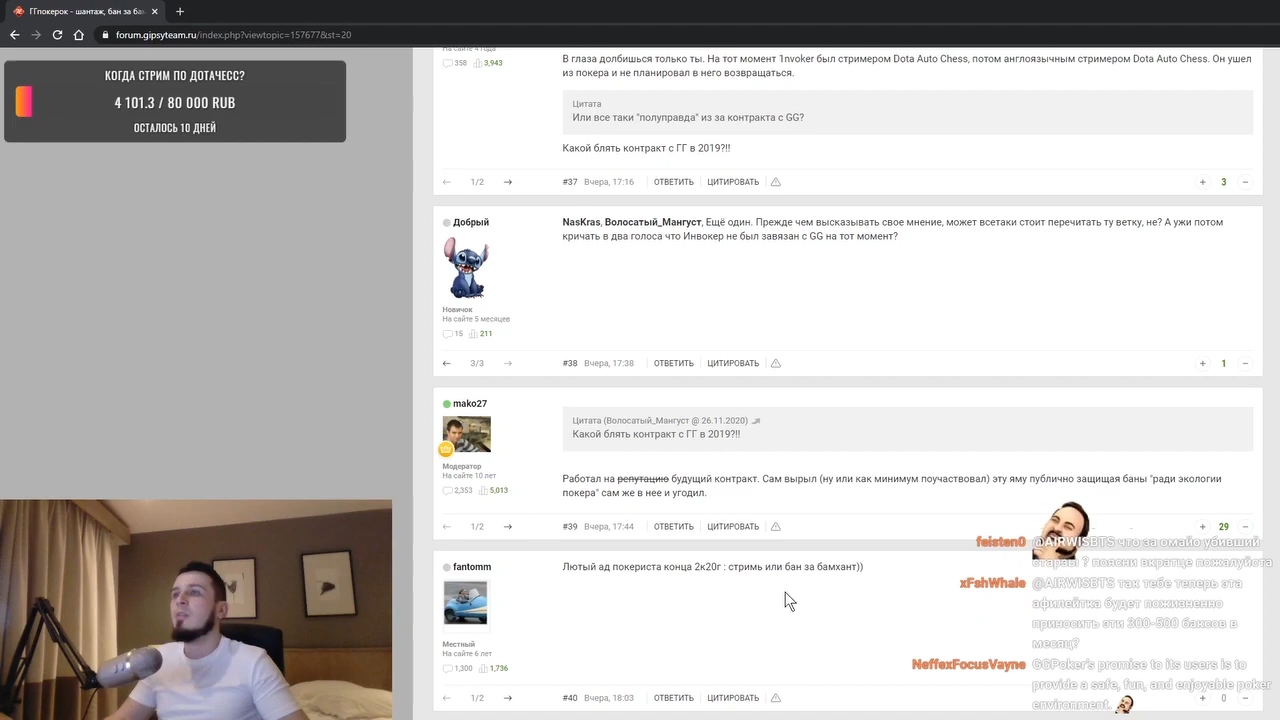 ГГпокерок - шантаж, бан за ба
forum.gipsyteam.ru/index.php?viewtopic=157677&st=20
КОГДА СТРИМ ПО ДОТАЧЕСС?
4 101.3 / 80 000 RUB
ОСТАЛОСЬ 10 ДНЕЙ
На сайте 4 года
358 3,943
В глаза долбишься только ты. На тот момент 1nvoker был стримером Dota Auto Chess, потом англоязычным стримером Dota Auto Chess. Он ушел
из покера и не планировал в него возвращаться.
Цитата
Или все таки "полуправда" из за контракта с GG?
Какой блять контракт с ГГ в 2019?!!
← 1/2 → #37 Вчера, 17:16 ОТВЕТИТЬ ЦИТИРОВАТЬ + 3 −
Добрый
NasKras, Волосатый_Мангуст, Ещё один. Прежде чем высказывать свое мнение, может всетаки стоит перечитать ту ветку, не? А ужи потом
кричать в два голоса что Инвокер не был завязан с GG на тот момент?
Новичок
На сайте 5 месяцев
15 211
← 3/3 → #38 Вчера, 17:38 ОТВЕТИТЬ ЦИТИРОВАТЬ + 1 −
mako27
Цитата (Волосатый_Мангуст @ 26.11.2020)
Какой блять контракт с ГГ в 2019?!!
Модератор
На сайте 10 лет
2,353 5,013
Работал на репутацию будущий контракт. Сам вырыл (ну или как минимум поучаствовал) эту яму публично защищая баны "ради экологии
покера" сам же в нее и угодил.
← 1/2 → #39 Вчера, 17:44 ОТВЕТИТЬ ЦИТИРОВАТЬ + 29 −
fantomm
Лютый ад покериста конца 2к20г : стримь или бан за бамхант))
Местный
На сайте 6 лет
1,300 1,736
← 1/2 → #40 Вчера, 18:03 ОТВЕТИТЬ ЦИТИРОВАТЬ + 0 −
feisten0 @AIRWISBTS что за омайо убивший
стараш ? поясни вкратце пожалуйста
xFshWhale @AIRWISBTS так тебе теперь эта
афилейтка будет пожизненно
приносить эти 300-500 баксов в
месяц?
NeffexFocusVayne GGPoker's promise to its users is to
provide a safe, fun, and enjoyable poker
environment.